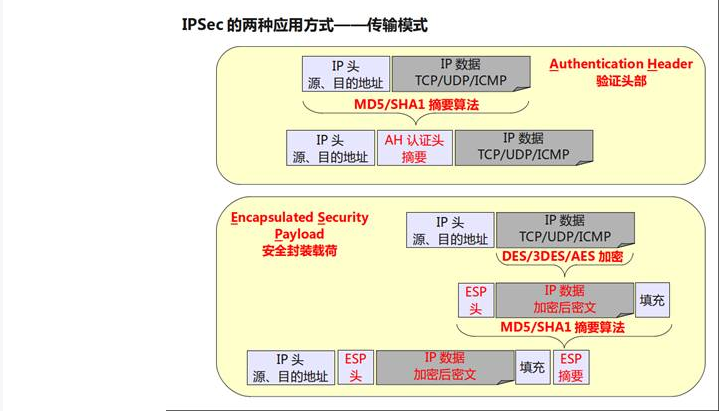 IPSec 的两种应用方式——传输模式
IP 头
源、目的地址
IP 数据
TCP/UDP/ICMP
Authentication Header
验证头部
MD5/SHA1 摘要算法
IP 头
源、目的地址
AH 认证头
摘要
IP 数据
TCP/UDP/ICMP
Encapsulated Security
Payload
安全封装载荷
IP 头
源、目的地址
IP 数据
TCP/UDP/ICMP
DES/3DES/AES 加密
ESP
头
IP 数据
加密后密文
填充
MD5/SHA1 摘要算法
IP 头
源、目的地址
ESP
头
IP 数据
加密后密文
填充
ESP
摘要